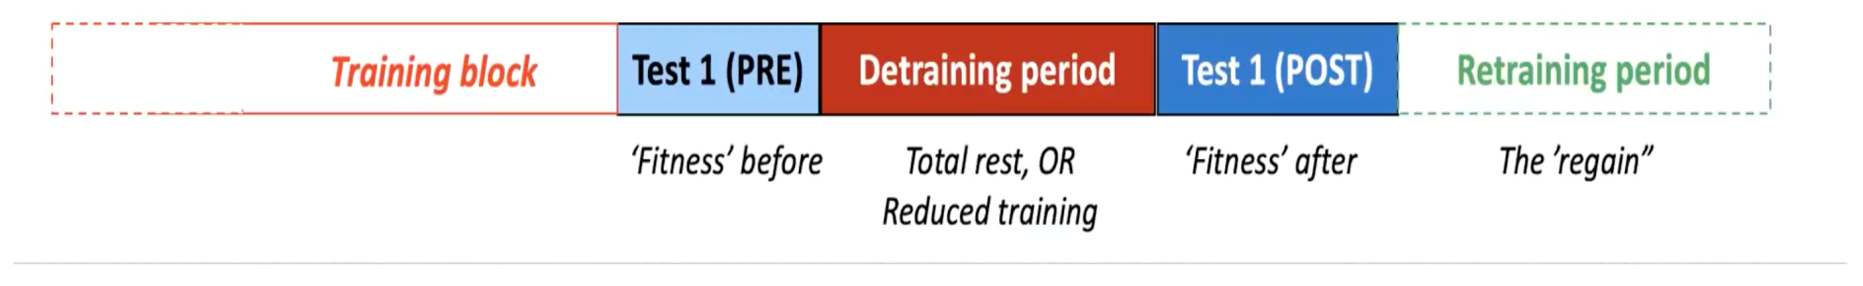 Training block
Test 1 (PRE)
Detraining period
Test 1 (POST)
Retraining period
‘Fitness’ before
Total rest, OR
Reduced training
‘Fitness’ after
The ’regain”